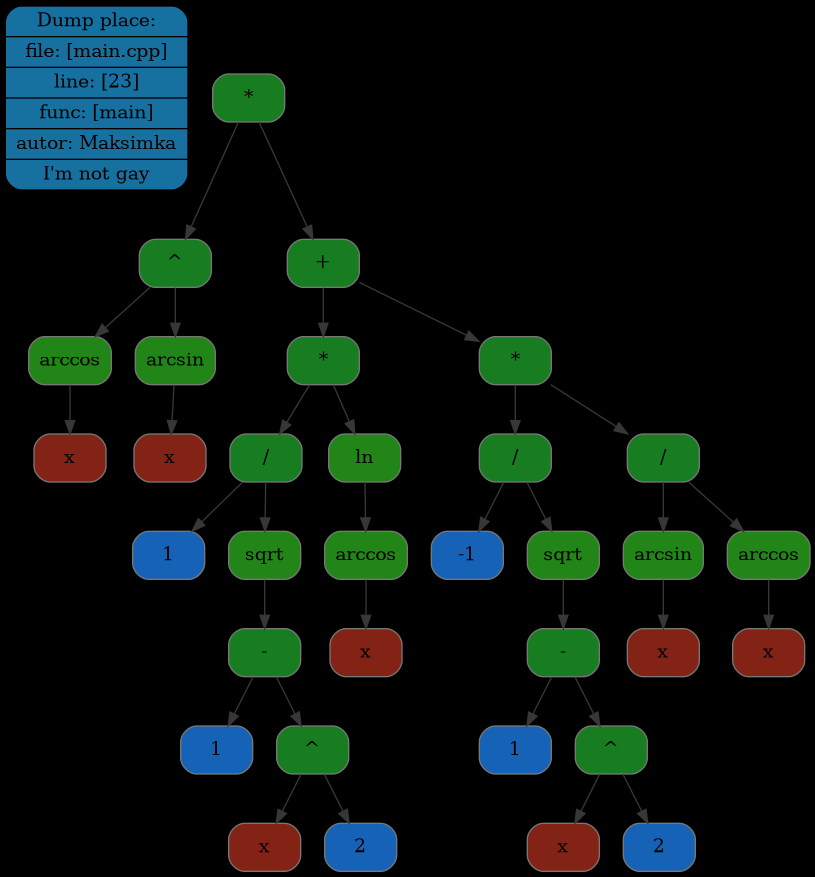 Dump place:
file: [main.cpp]
line: [23]
func: [main]
autor: Maksimka
I'm not gay
*
^
+
arccos
arcsin
*
*
x
x
/
ln
/
/
1
sqrt
arccos
-1
sqrt
arcsin
arccos
-
x
-
x
x
1
^
1
^
x
2
x
2